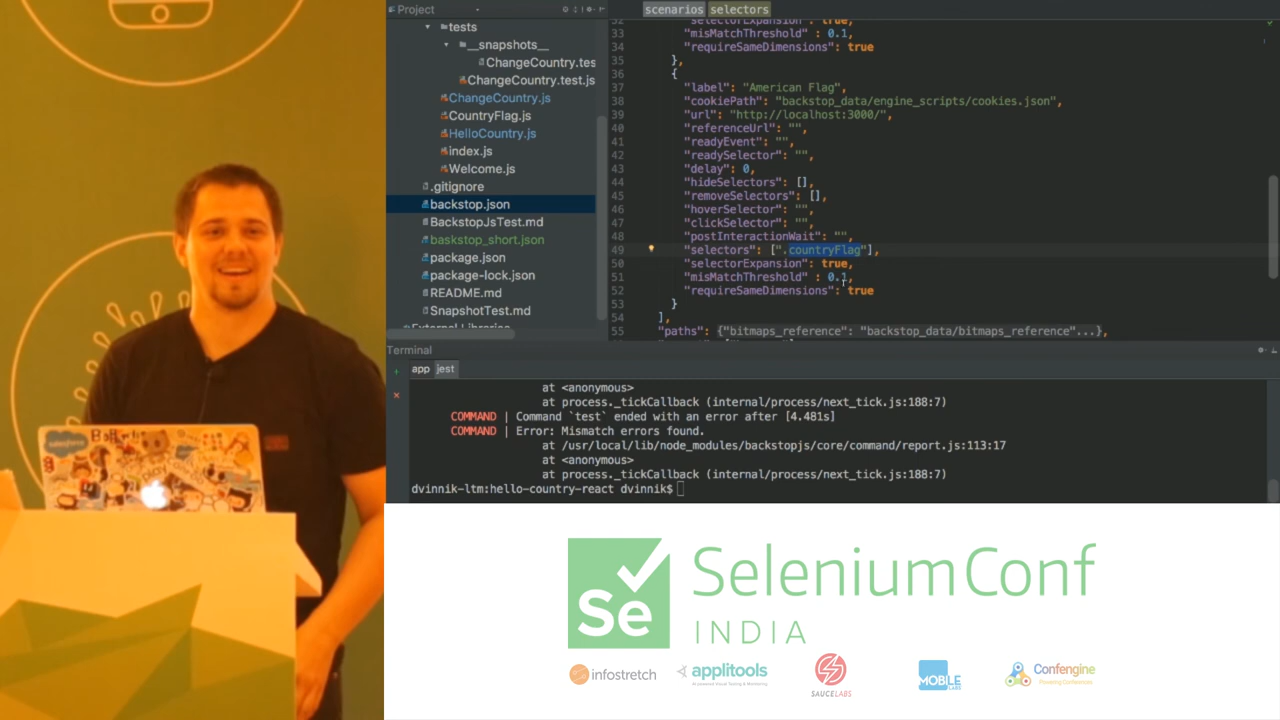 Project
tests
__snapshots__
ChangeCountry.tes
ChangeCountry.test.js
ChangeCountry.js
CountryFlag.js
HelloCountry.js
index.js
Welcome.js
.gitignore
backstop.json
BackstopJsTest.md
baskstop_short.json
package.json
package-lock.json
README.md
SnapshotTest.md
External Libraries
scenarios selectors
32 "selectorExpansion": true,
33 "misMatchThreshold" : 0.1,
34 "requireSameDimensions": true
35 },
36 {
37 "label": "American Flag",
38 "cookiePath": "backstop_data/engine_scripts/cookies.json",
39 "url": "http://localhost:3000/",
40 "referenceUrl": "",
41 "readyEvent": "",
42 "readySelector": "",
43 "delay": 0,
44 "hideSelectors": [],
45 "removeSelectors": [],
46 "hoverSelector": "",
47 "clickSelector": "",
48 "postInteractionWait": "",
49 "selectors": [".countryFlag"],
50 "selectorExpansion": true,
51 "misMatchThreshold" : 0.1,
52 "requireSameDimensions": true
53 }
54 ],
55 "paths": {"bitmaps_reference": "backstop_data/bitmaps_reference"...},
Terminal
app jest
at <anonymous>
at process._tickCallback (internal/process/next_tick.js:188:7)
COMMAND | Command `test` ended with an error after [4.481s]
COMMAND | Error: Mismatch errors found.
at /usr/local/lib/node_modules/backstopjs/core/command/report.js:113:17
at <anonymous>
at process._tickCallback (internal/process/next_tick.js:188:7)
dvinnik-ltm:hello-country-react dvinnik$
Se SeleniumConf
INDIA
infostretch applitools SAUCELABS MOBILE LABS Confengine